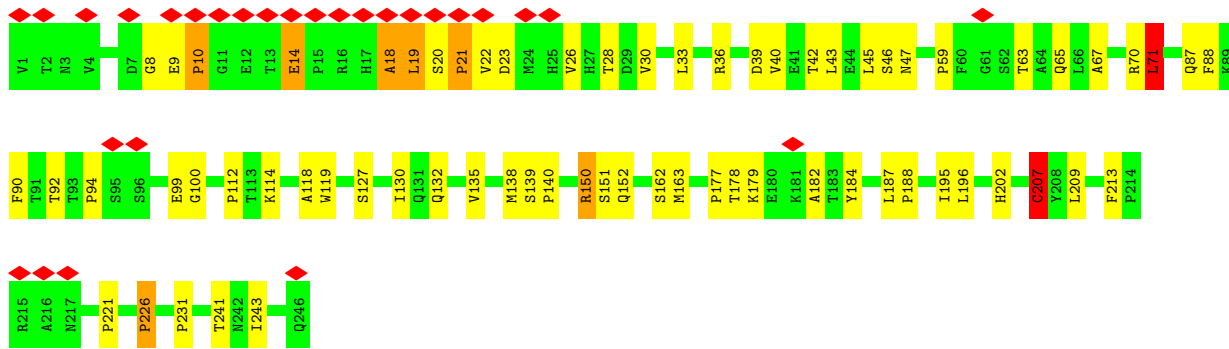 V1 T2 N3 V4 D7 G8 E9 P10 G11 E12 T13 E14 P15 R16 H17 A18 L19 S20 P21 V22 D23 M24 H25 V26 H27 T28 D29 V30 L33 R36 D39 V40 E41 T42 L43 E44 L45 S46 N47 P59 F60 G61 S62 T63 A64 Q65 L66 A67 R70 L71 Q87 F88 K89
F90 T91 T92 T93 P94 S95 S96 E99 G100 P112 T113 K114 A118 W119 S127 I130 Q131 Q132 V135 M138 S139 P140 R150 S151 Q152 S162 M163 P177 T178 K179 E180 K181 A182 T183 Y184 L187 P188 I195 L196 H202 C207 Y208 L209 F213 P214
R215 A216 N217 P221 P226 P231 T241 N242 I243 Q246